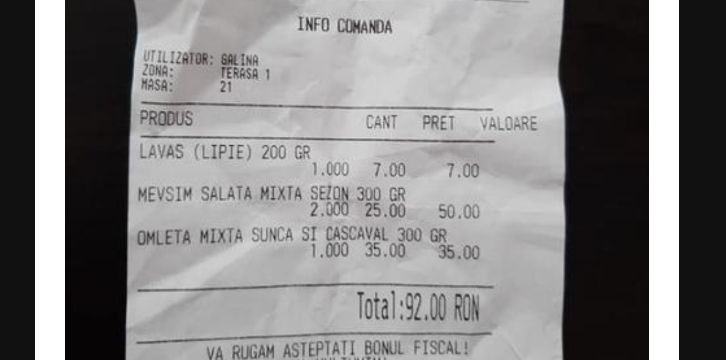 INFO COMANDA
UTILIZATOR: GALINA
ZONA: TERASA 1
MASA: 21
PRODUS CANT PRET VALOARE
LAVAS (LIPIE) 200 GR
1.000 7.00 7.00
MEVSIM SALATA MIXTA SEZON 300 GR
2.000 25.00 50.00
OMLETA MIXTA SUNCA SI CASCAVAL 300 GR
1.000 35.00 35.00
Total:92.00 RON
VA RUGAM ASTEPTATI BONUL FISCAL!